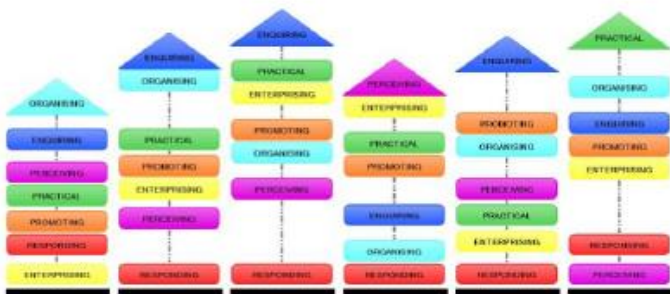 ORGANISING
ENQUIRING
PERCEIVING
PRACTICAL
PROMOTING
RESPONDING
ENTERPRISING
ENQUIRING
ORGANISING
PRACTICAL
PROMOTING
ENTERPRISING
PERCEIVING
RESPONDING
ENQUIRING
PRACTICAL
ENTERPRISING
PROMOTING
ORGANISING
PERCEIVING
RESPONDING
PERCEIVING
ENTERPRISING
PRACTICAL
PROMOTING
ENQUIRING
ORGANISING
RESPONDING
ENQUIRING
PROMOTING
ORGANISING
PERCEIVING
PRACTICAL
ENTERPRISING
RESPONDING
PRACTICAL
ORGANISING
ENQUIRING
PROMOTING
ENTERPRISING
RESPONDING
PERCEIVING